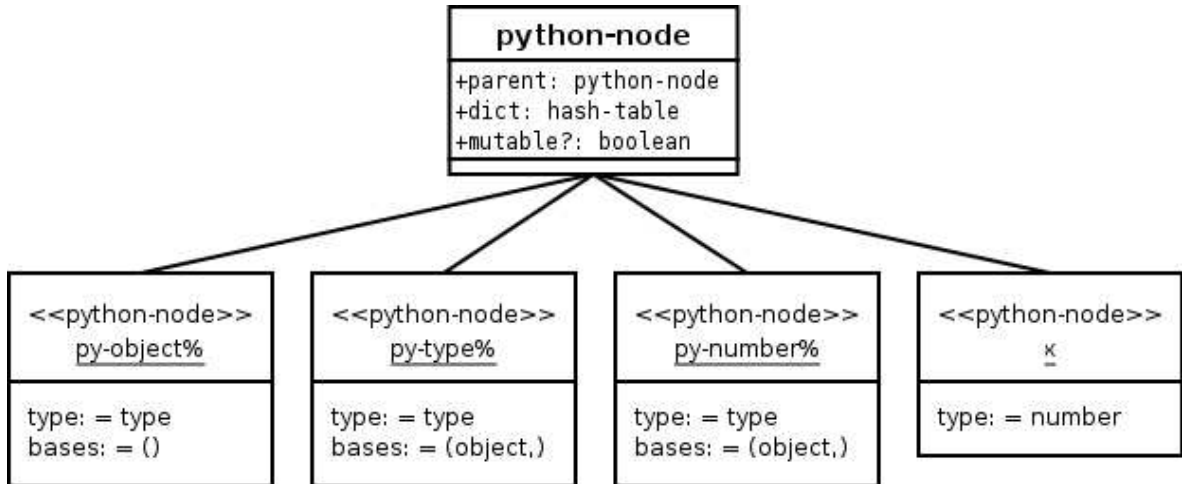 python-node
+parent: python-node
+dict: hash-table
+mutable?: boolean
<<python-node>>
py-object%
type: = type
bases: = ()
<<python-node>>
py-type%
type: = type
bases: = (object,)
<<python-node>>
py-number%
type: = type
bases: = (object,)
<<python-node>>
x
type: = number